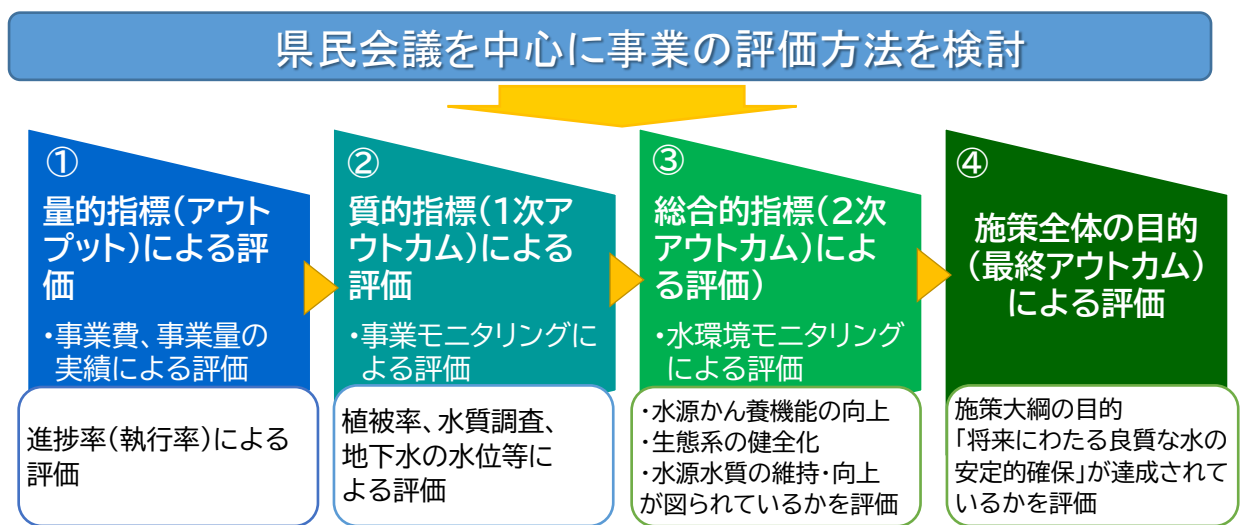 県民会議を中心に事業の評価方法を検討
①
量的指標(アウト
プット)による評
価
・事業費、事業量の
実績による評価
進捗率(執行率)による
評価
②
質的指標(1次ア
ウトカム)による
評価
・事業モニタリングに
よる評価
植被率、水質調査、
地下水の水位等に
よる評価
③
総合的指標(2次
アウトカム)によ
る評価)
・水環境モニタリング
による評価
・水源かん養機能の向上
・生態系の健全化
・水源水質の維持・向上
が図られているかを評価
④
施策全体の目的
(最終アウトカム)
による評価
施策大綱の目的
「将来にわたる良質な水の
安定的確保」が達成されて
いるかを評価